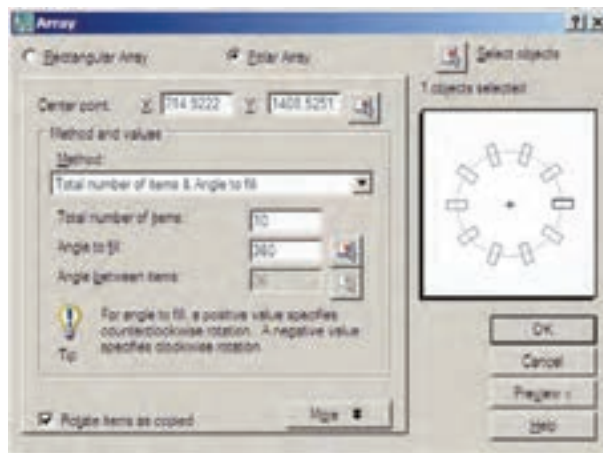 Array
Rectangular Array
Polar Array
Select objects
1 objects selected
Center point: X: Y: 1408.5251
Method and values
Method:
Total number of items & Angle to fill
Total number of items: 10
Angle to fill: 360
Angle between items: 36
For angle to fill, a positive value specifies
counterclockwise rotation. A negative value
specifies clockwise rotation.
Tip
Rotate items as copied
More
OK
Cancel
Preview <
Help